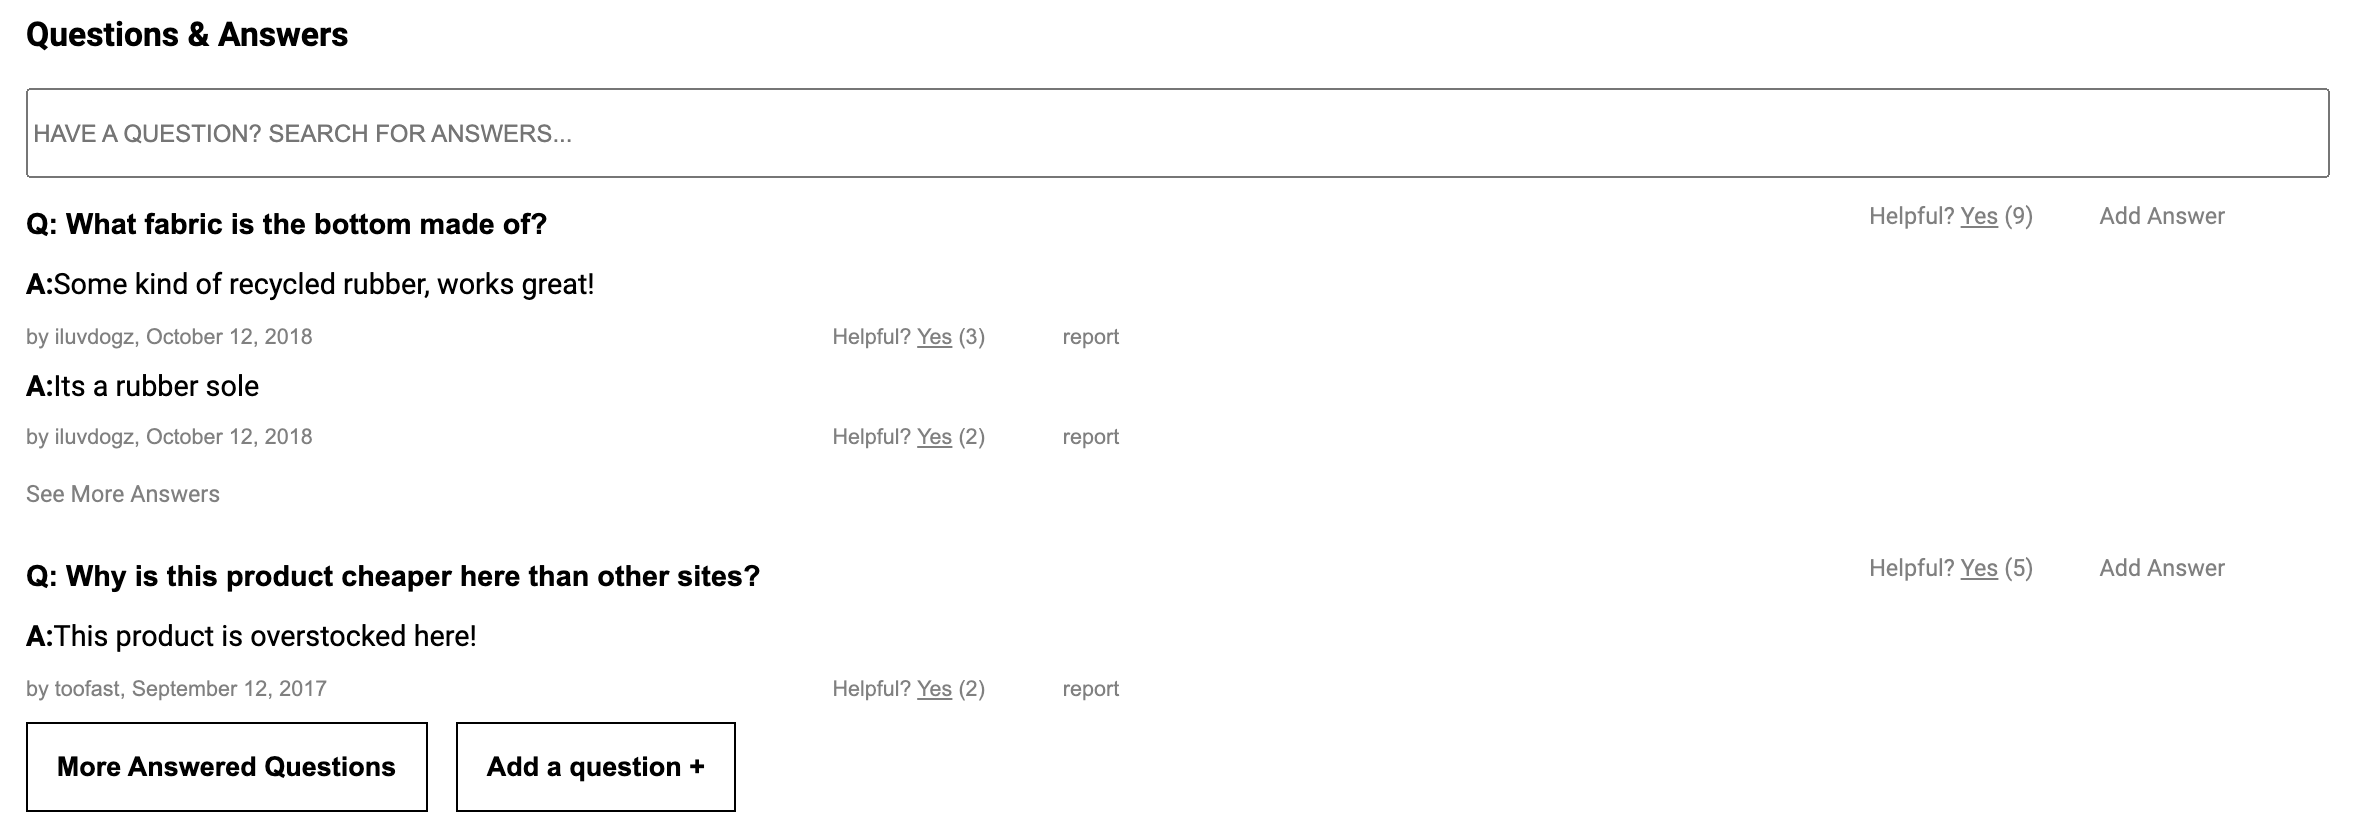 Questions & Answers
HAVE A QUESTION? SEARCH FOR ANSWERS...
Q: What fabric is the bottom made of? Helpful? Yes (9) Add Answer
A:Some kind of recycled rubber, works great!
by iluvdogz, October 12, 2018 Helpful? Yes (3) report
A:Its a rubber sole
by iluvdogz, October 12, 2018 Helpful? Yes (2) report
See More Answers
Q: Why is this product cheaper here than other sites? Helpful? Yes (5) Add Answer
A:This product is overstocked here!
by toofast, September 12, 2017 Helpful? Yes (2) report
More Answered Questions Add a question +